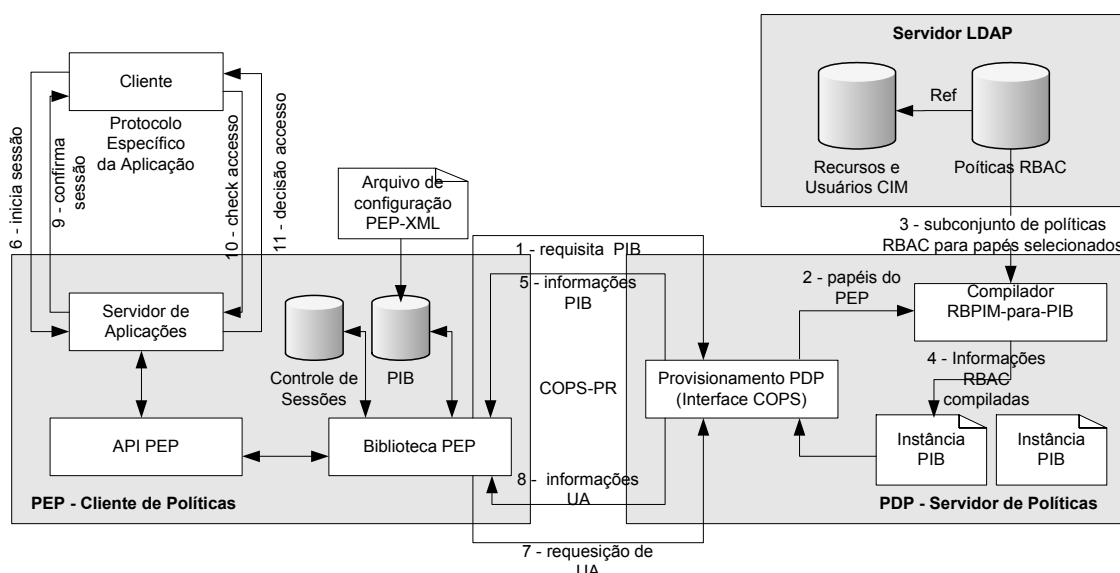 Servidor LDAP
Ref
Recursos e
Usuários CIM
Poíticas RBAC
Cliente
Protocolo
Específico
da Aplicação
6 - inicia sessão
9 - confirma
sessão
10 - check accesso
11 - decisão accesso
Arquivo de
configuração
PEP-XML
3 - subconjunto de políticas
RBAC para papés selecionados
1 - requisita PIB
5 - informações
PIB
2 - papéis do
PEP
Compilador
RBPIM-para-PIB
Servidor de
Aplicações
Controle de
Sessões
PIB
COPS-PR
Provisionamento PDP
(Interface COPS)
4 - Informações
RBAC
compiladas
API PEP
Biblioteca PEP
Instância
PIB
Instância
PIB
8 - informações
UA
PEP - Cliente de Políticas
PDP - Servidor de Políticas
7 - requesição de
UA